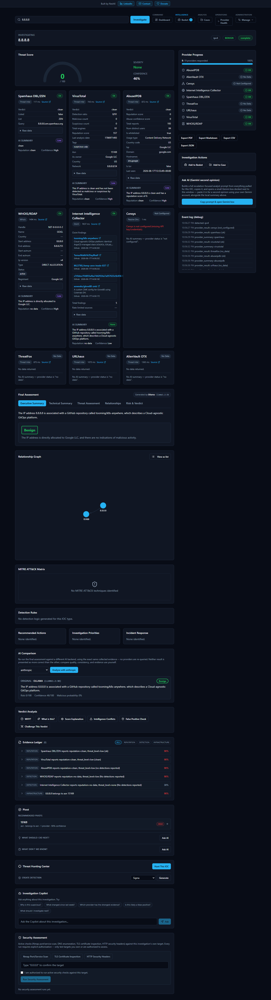 Built by NeshX
LinkedIn
Contact
Donate
8.8.8.8
Investigate
COMMAND
Dashboard
INTELLIGENCE
Basket 1
ANALYSIS
Cases
OPERATIONS
Provider Health
ADMINISTRATION
Manage
INVESTIGATING
8.8.8.8
ipv4
BENIGN
complete
Threat Score
0
/ 100
SEVERITY
None
CONFIDENCE
46%
Spamhaus DBL/ZEN
Ok
Threat Intel 117 ms Source
Verdict clean
Listed false
List ZEN
Query 8.8.8.8.zen.spamhaus.org
Raw data
AI SUMMARY Low
clean
Reputation: clean Confidence: High
VirusTotal
Ok
Threat Intel 743 ms Source
Verdict clean
Detection ratio 0/91
Malicious count 0
Suspicious count 0
Total engines 91
Reputation score 557
Last analysis date 1786971493
Tags
suspicious-udp
Asn 15169
As owner Google LLC
Country US
Network 8.8.8.0/24
Raw data
AI SUMMARY Low
This IP address is clean and has not been
detected as malicious or suspicious by
VirusTotal.
Reputation: clean Confidence: High
AbuseIPDB
Ok
Threat Intel 872 ms Source
Verdict clean
Reputation score 0
Abuse confidence score 0
Total reports 193
Num distinct users 84
Is whitelisted true
Usage type Content Delivery Network
Country code US
Isp Google LLC
Domain google.com
Hostnames
dns.google
Is tor false
Last seen 2026-08-17T13:53:49+00:00
Raw data
AI SUMMARY Low
The IP address 8.8.8.8 is clean and has a
reputation score of 0.
Reputation: clean Confidence: High
WHOIS/RDAP
Ok
Whois 1494 ms Source
Handle NET-8-8-8-0-2
Name GOGL
Country —
Start address 8.8.8.0
End address 8.8.8.255
Start autnum —
End autnum —
Ip version v4
Type DIRECT ALLOCATION
Status
active
Registrant Google LLC
Raw data
AI SUMMARY Low
This IP address is directly allocated to
Google LLC.
Reputation: no data Confidence: High
Internet Intelligence
Collector
Ok
Osint 7637 ms Source
Osint findings
tooming/k8s-anywhere
Cloud-agnostic GitOps platform: identical
ArgoCD-managed stack (k3d/k3s, GitLab,...
Github 2026-08-17T14:58:30Z
TemurMalik14/Day8hall
Github 2026-08-17T14:58:25Z
ML371KL/temp-zero-inode-837
Github 2026-08-17T14:58:23Z
Github 2026-08-17T14:58:18Z
anweeks/glove80-zmk
A custom ZMK config for Glove80 using
Colemak-DH.
Github 2026-08-17T14:58:17Z
Total findings 5
Rate limited sources —
Raw data
AI SUMMARY None
The IP address 8.8.8.8 is associated with a
GitHub repository called tooming/k8s-
anywhere, which describes a Cloud-agnostic
GitOps platform.
Reputation: no data Confidence: Low
Censys
Not Configured
Passive Dns 1 ms
Censys is not configured (missing API
key/credentials).
No AI summary — provider status is "not
configured".
ThreatFox
No Data
Threat Intel 875 ms Source
No data returned.
No AI summary — provider status is "no
data".
URLhaus
No Data
Threat Intel 1073 ms Source
No data returned.
No AI summary — provider status is "no
data".
AlienVault OTX
No Data
Threat Intel 1365 ms Source
No data returned.
No AI summary — provider status is "no
data".
Final Assessment
Generated by Ollama · llama3.2:3b
Executive Summary
Technical Summary
Threat Assessment
Relationships
Risk & Verdict
The IP address 8.8.8.8 is associated with a GitHub repository called tooming/k8s-anywhere, which describes a Cloud-agnostic
GitOps platform.
Benign
The IP address is directly allocated to Google LLC, and there are no indications of malicious activity.
Relationship Graph
View as list
8.8.8.8
15169
MITRE ATT&CK Matrix
No MITRE ATT&CK techniques identified
Detection Rules
No detection logic generated for this IOC type.
Recommended Actions
None identified.
Investigation Priorities
None identified.
Incident Response
None identified.
AI Comparison
Re-run the final assessment against a different AI backend, using the exact same collected evidence -- no providers are re-queried. Neither result is
presented as more correct than the other; compare quality, consistency, and evidence use yourself.
anthropic
Analyze with anthropic
ORIGINAL · OLLAMA (LLAMA3.2:3B)
Benign
The IP address 8.8.8.8 is associated with a GitHub repository called tooming/k8s-anywhere, which describes a Cloud-agnostic
GitOps platform.
Risk: 0/100 Confidence: 46/100 Malicious probability: 0%
Verdict Analysis
WHY?
What is this?
Score Explanation
Intelligence Conflicts
False Positive Check
Challenge This Verdict
Evidence Ledger (6)
ALL
REPUTATION
DETECTION
INFRASTRUCTURE
REPUTATION Spamhaus DBL/ZEN reports reputation=clean, threat_level=low (ok) 90%
REPUTATION VirusTotal reports reputation=clean, threat_level=low (clean) 90%
REPUTATION AbuseIPDB reports reputation=clean, threat_level=low (no detections reported) 90%
DETECTION WHOIS/RDAP reports reputation=no data, threat_level=low (No detections reported) 90%
DETECTION Internet Intelligence Collector reports reputation=no data, threat_level=none (No detections reported) 30%
INFRASTRUCTURE 8.8.8.8 belongs to asn 15169 90%
Pivot
RECOMMENDED PIVOTS
15169
asn · belongs to asn · 1 provider · 90% confidence
HIGH
WHAT SHOULD I DO NEXT?
Ask AI
WHAT DON'T WE KNOW?
Ask AI
Threat Hunting Center
Hunt This IOC
CREATE DETECTION
Sigma
Generate
Investigation Copilot
Ask anything about this investigation. Try:
Why is this suspicious?
What changed since last week?
Which provider has the strongest evidence?
Is this likely a false positive?
What should I investigate next?
Ask the Copilot about this investigation...
Ask
Security Assessment
Active checks (Nmap port/service scan, DNS enumeration, TLS certificate inspection, HTTP security headers) against this investigation's own target. Every
run requires explicit authorization -- only test targets you own or are authorized to assess.
Nmap Port/Service Scan
TLS Certificate Inspection
HTTP Security Headers
Type "8.8.8.8" to confirm the target
I am authorized to run active security checks against this target.
Run Security Assessment
No security assessment runs yet.
Provider Progress
9 / 9 providers responded 100%
AbuseIPDB OK
AlienVault OTX No Data
Censys Not Configured
Internet Intelligence Collector OK
Spamhaus DBL/ZEN OK
ThreatFox No Data
URLhaus No Data
VirusTotal OK
WHOIS/RDAP OK
Export PDF
Export Markdown
Export CSV
Export JSON
Investigation Actions
Add to Basket
Add to Case
Ask AI (Gemini second opinion)
Builds a full escalation-focused analyst prompt from everything pulled
for this IOC, copies it, and opens a small Gemini box docked next to
this window — paste it in for a second opinion using your own Gemini
account, alongside the local summary above.
Copy prompt & open Gemini box
Event log (debug)
10:56:27 PM detected: ipv4
10:56:27 PM provider_result: censys (not_configured)
10:56:29 PM provider_result: spamhaus (ok)
10:56:29 PM provider_summary: spamhaus
10:56:32 PM provider_result: virustotal (ok)
10:56:32 PM provider_summary: virustotal
10:56:32 PM provider_result: threatfox (no_data)
10:56:36 PM provider_result: abuseipdb (ok)
10:56:36 PM provider_summary: abuseipdb
10:56:36 PM provider_result: urlhaus (no_data)